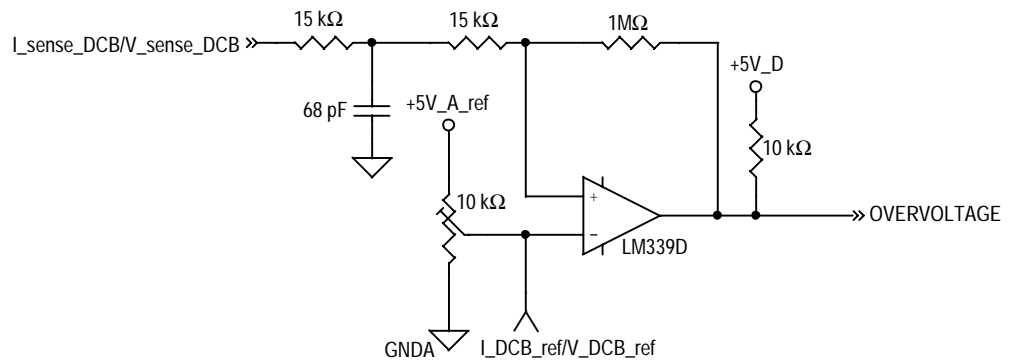 15 kΩ
15 kΩ
1MΩ
I_sense_DCB/V_sense_DCB
+5V_D
68 pF
+5V_A_ref
10 kΩ
10 kΩ
+
OVERVOLTAGE
–
LM339D
GNDA
I_DCB_ref/V_DCB_ref